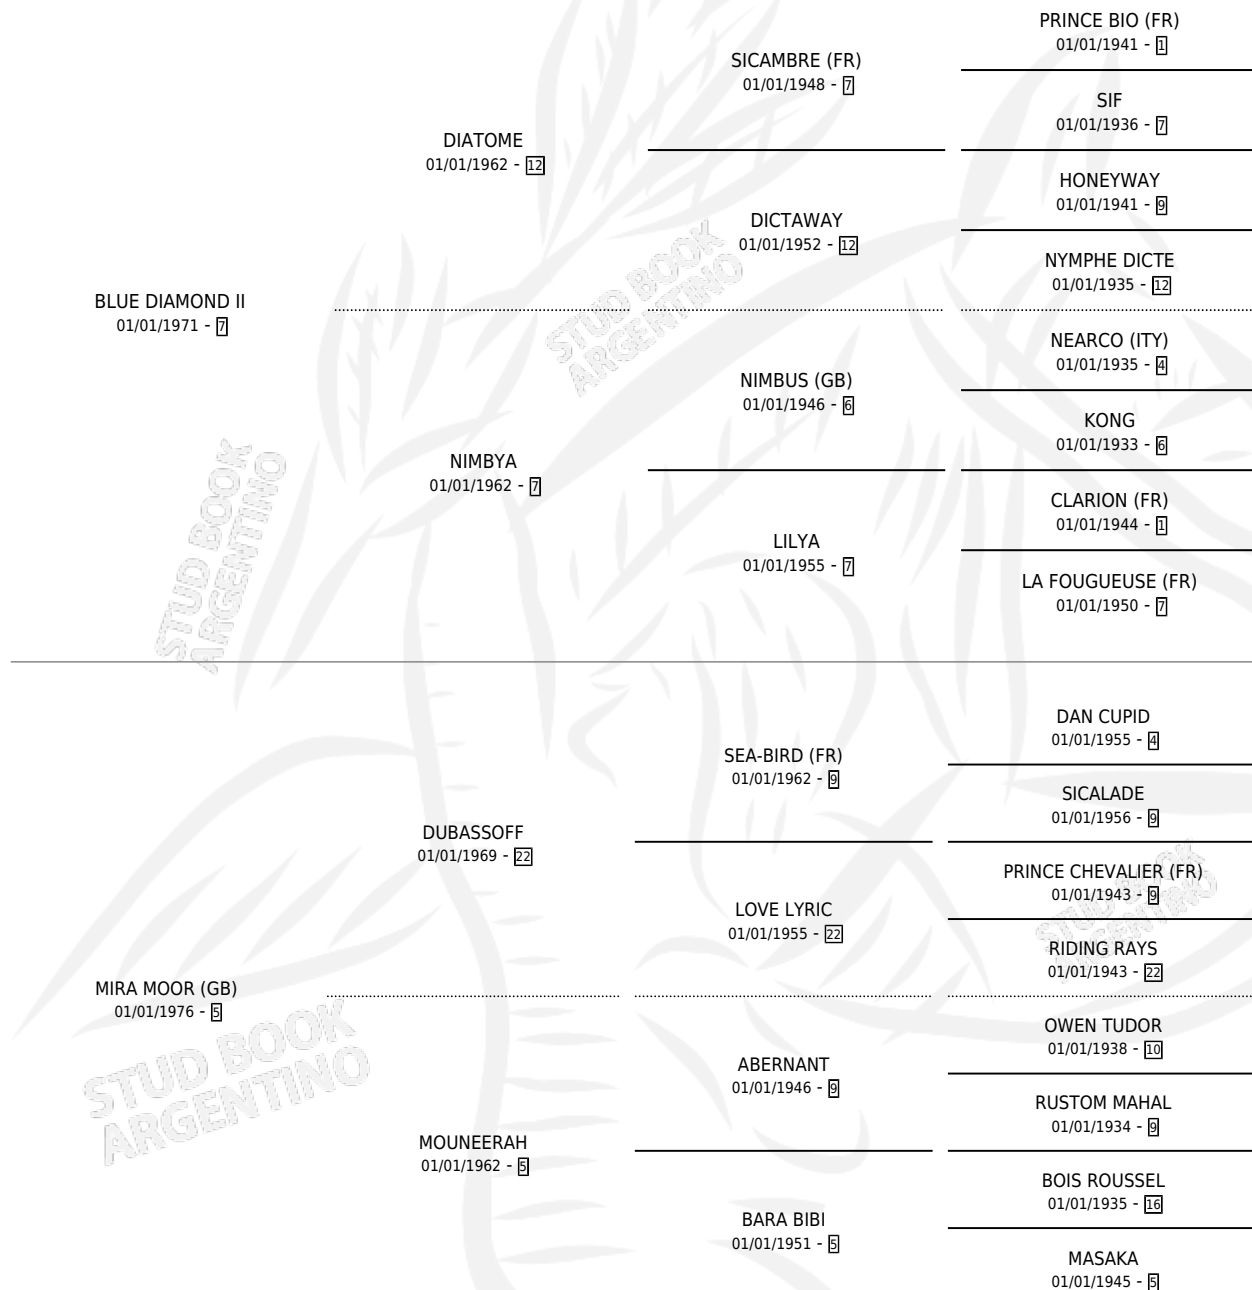 PRINCE BIO (FR)
01/01/1941 - 1
SICAMBRE (FR)
01/01/1948 - 7
SIF
01/01/1936 - 7
DIATOME
01/01/1962 - 12
HONEYWAY
01/01/1941 - 9
DICTAWAY
01/01/1952 - 12
NYMPHE DICTE
01/01/1935 - 12
BLUE DIAMOND II
01/01/1971 - 7
NEARCO (ITY)
01/01/1935 - 4
NIMBUS (GB)
01/01/1946 - 6
KONG
01/01/1933 - 6
NIMBYA
01/01/1962 - 7
CLARION (FR)
01/01/1944 - 1
LILYA
01/01/1955 - 7
LA FOUGUEUSE (FR)
01/01/1950 - 7
STUD BOOK
ARGENTINO
STUD BOOK
ARGENTINO
DAN CUPID
01/01/1955 - 4
SEA-BIRD (FR)
01/01/1962 - 9
SICALADE
01/01/1956 - 9
DUBASSOFF
01/01/1969 - 22
PRINCE CHEVALIER (FR)
01/01/1943 - 9
LOVE LYRIC
01/01/1955 - 22
RIDING RAYS
01/01/1943 - 22
MIRA MOOR (GB)
01/01/1976 - 5
OWEN TUDOR
01/01/1938 - 10
ABERNANT
01/01/1946 - 9
RUSTOM MAHAL
01/01/1934 - 9
MOUNEERAH
01/01/1962 - 5
BOIS ROUSSEL
01/01/1935 - 16
BARA BIBI
01/01/1951 - 5
MASAKA
01/01/1945 - 5
STUD BOOK
ARGENTINO
STUD BOOK
ARGENTINO